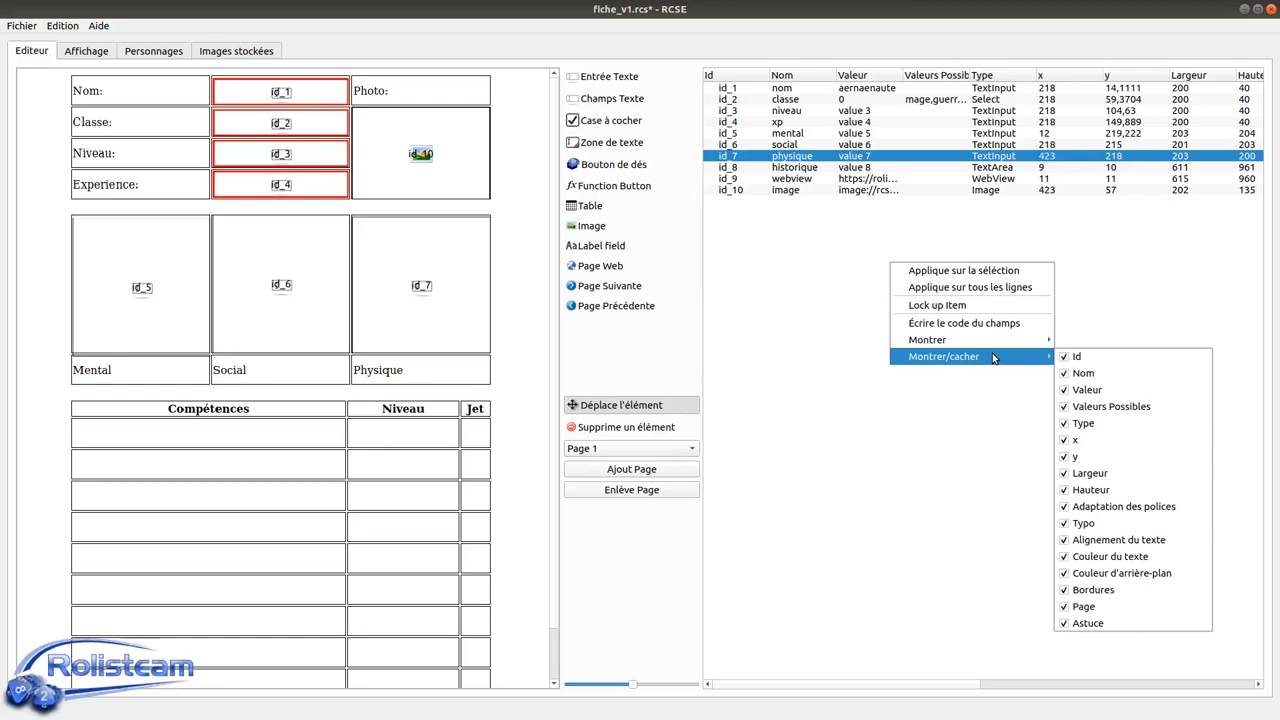 fiche_v1.rcs* - RCSE
Fichier Edition Aide
Editeur Affichage Personnages Images stockées
Nom: id_1 Photo:
Classe: id_2
Niveau: id_3 id_10
Experience: id_4
id_5 id_6 id_7
Mental Social Physique
Compétences Niveau Jet
Rolisteam
8 2
Entrée Texte
Champs Texte
Case à cocher
Zone de texte
Bouton de dés
fx Function Button
Table
Image
Aa Label field
Page Web
Page Suivante
Page Précédente
Déplace l'élément
Supprime un élément
Page 1
Ajout Page
Enlève Page
Id Nom Valeur Valeurs Possib Type x y Largeur Haute
id_1 nom aernaenaute TextInput 218 14,1111 200 40
id_2 classe 0 mage,guerr... Select 218 59,3704 200 40
id_3 niveau value 3 TextInput 218 104,63 200 40
id_4 xp value 4 TextInput 218 149,889 200 40
id_5 mental value 5 TextInput 12 219,222 203 204
id_6 social value 6 TextInput 218 215 201 203
id_7 physique value 7 TextInput 423 218 203 200
id_8 historique value 8 TextArea 9 10 611 961
id_9 webview https://roli... WebView 11 11 615 960
id_10 image image://rcs... Image 423 57 202 135
Applique sur la séléction
Applique sur tous les lignes
Lock up Item
Écrire le code du champs
Montrer
Montrer/cacher
Id
Nom
Valeur
Valeurs Possibles
Type
x
y
Largeur
Hauteur
Adaptation des polices
Typo
Alignement du texte
Couleur du texte
Couleur d'arrière-plan
Bordures
Page
Astuce